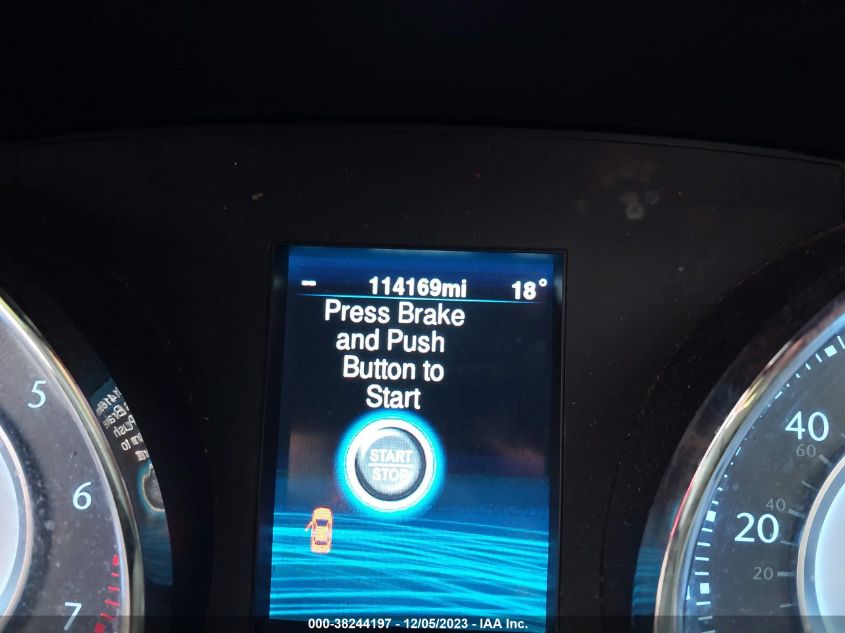 -- 114169mi 18°
Press Brake
and Push
Button to
Start
START
STOP
5
6
7
40
60
40
20
20
000-38244197 - 12/05/2023 - IAA Inc.